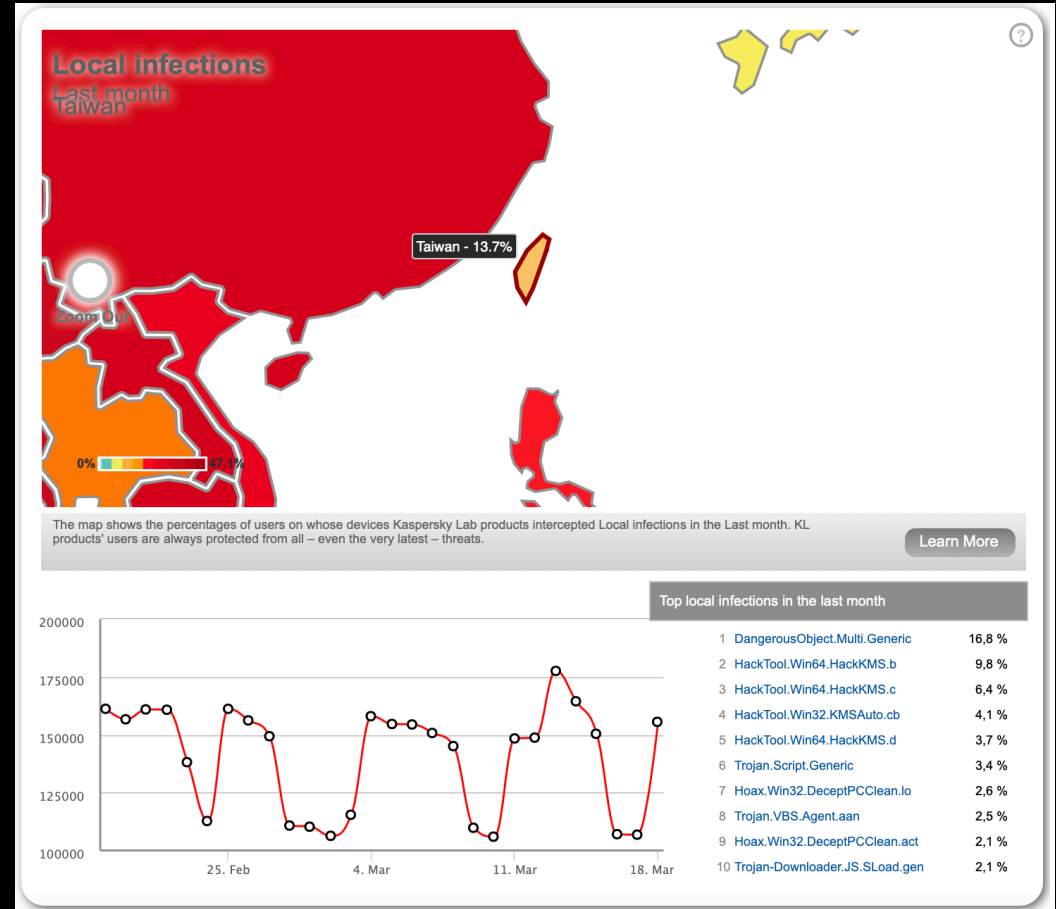 Local infections
Last month
Taiwan
?
Taiwan - 13.7%
Zoom Out
0%
47.1%
The map shows the percentages of users on whose devices Kaspersky Lab products intercepted Local infections in the Last month. KL
products' users are always protected from all – even the very latest – threats.
Learn More
Top local infections in the last month
200000
175000
150000
125000
100000
25. Feb
4. Mar
11. Mar
18. Mar
1 DangerousObject.Multi.Generic 16,8 %
2 HackTool.Win64.HackKMS.b 9,8 %
3 HackTool.Win64.HackKMS.c 6,4 %
4 HackTool.Win32.KMSAuto.cb 4,1 %
5 HackTool.Win64.HackKMS.d 3,7 %
6 Trojan.Script.Generic 3,4 %
7 Hoax.Win32.DeceptPCClean.lo 2,6 %
8 Trojan.VBS.Agent.aan 2,5 %
9 Hoax.Win32.DeceptPCClean.act 2,1 %
10 Trojan-Downloader.JS.SLoad.gen 2,1 %